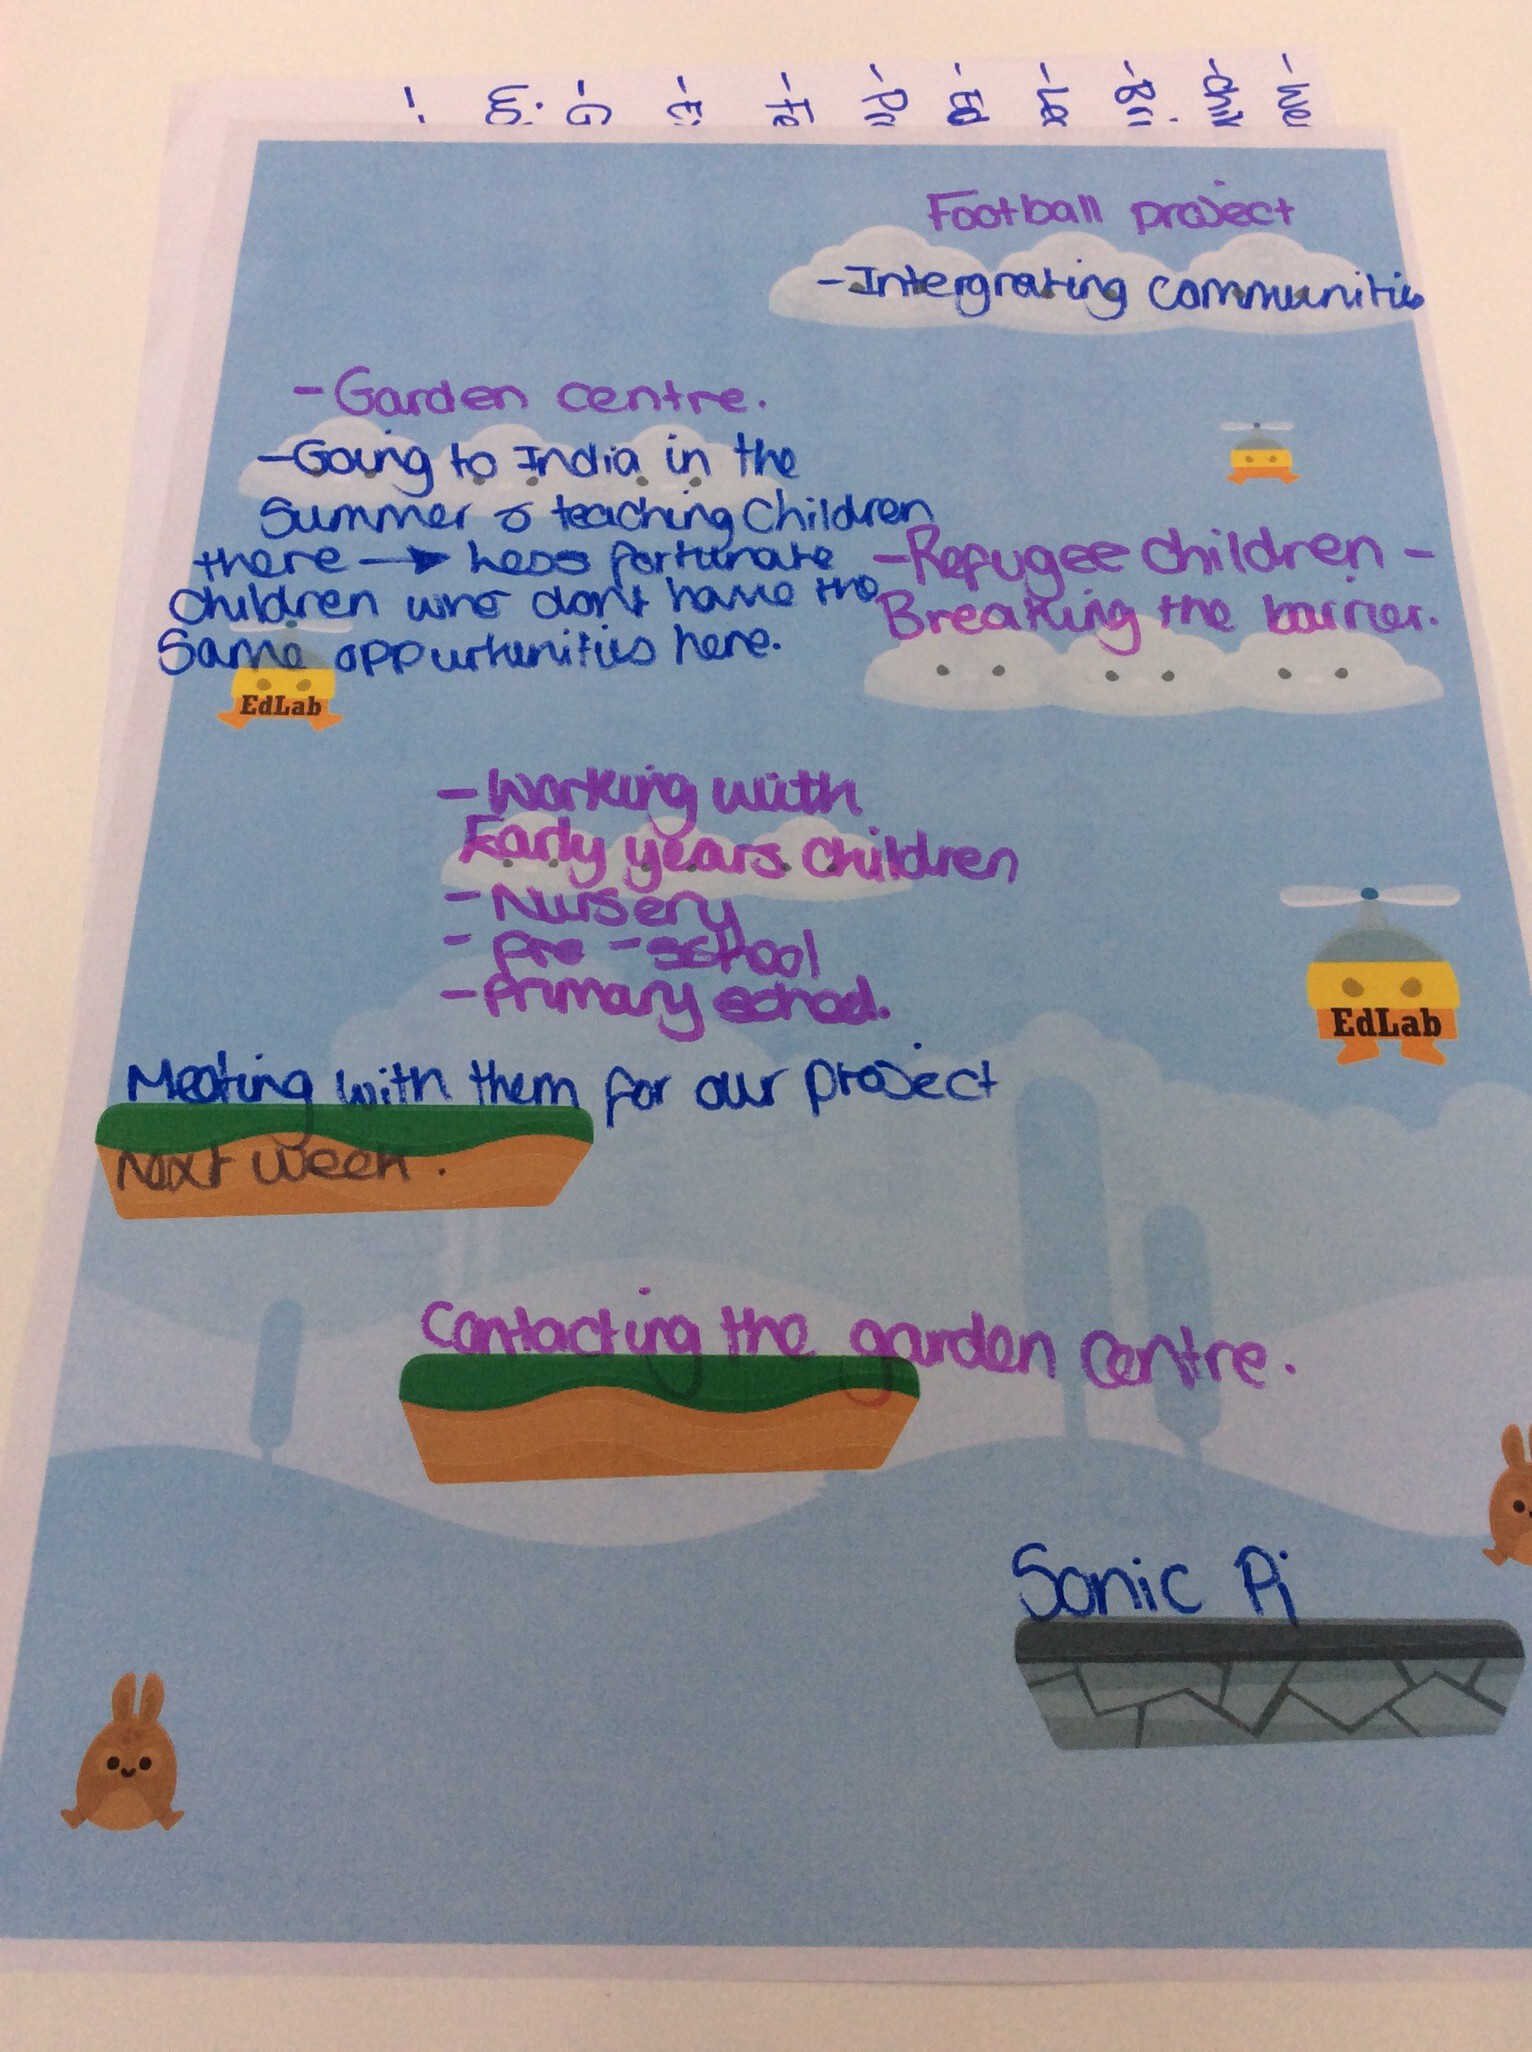 Football project
-Intergrating communities
-Garden centre.
-Going to India in the
Summer & teaching Children
there → less fortunate
children who don't have the
Same oppurtunities here.
-Refugee children -
Breaking the barrier.
EdLab
-Working with
Early years children
-Nursery
- Pre-school
-Primary school.
EdLab
Meeting with them for our project
next week.
Contacting the garden centre.
Sonic Pi